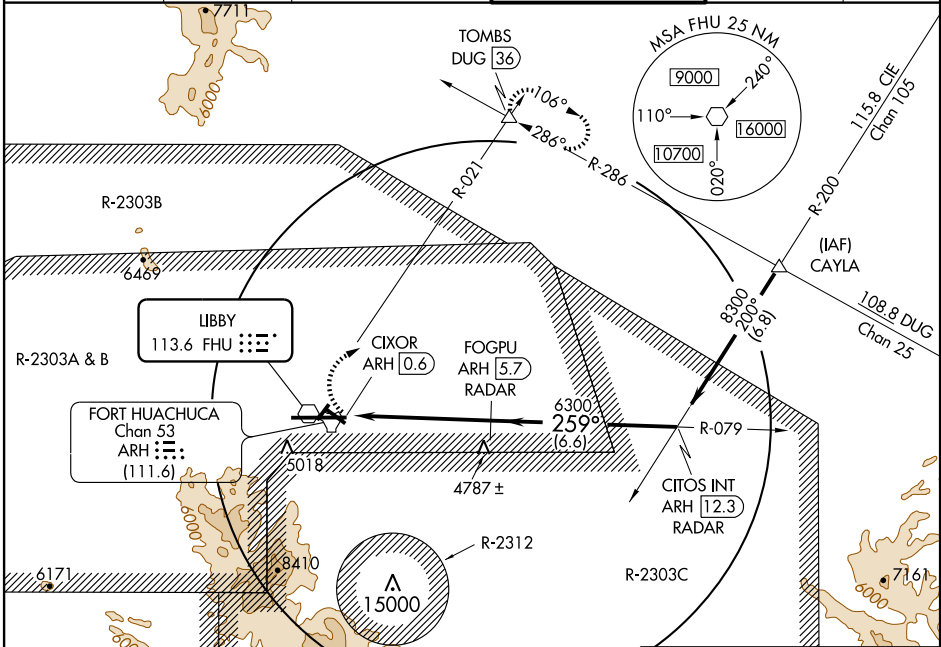 7711
6000
TOMBS
DUG 36
106°
286°
R-286
R-021
MSA FHU 25 NM
9000
240°
110°
16000
10700
020°
115.8 CIE
Chan 105
R-200
(IAF)
CAYLA
108.8 DUG
Chan 25
8300
200°
(6.8)
R-2303B
6469
LIBBY
113.6 FHU
R-2303A & B
CIXOR
ARH 0.6
FOGPU
ARH 5.7
RADAR
FORT HUACHUCA
Chan 53
ARH
(111.6)
6300
259°
(6.6)
R-079
5018
4787 ±
CITOS INT
ARH 12.3
RADAR
6000
R-2312
8410
15000
R-2303C
6171
7161
6000